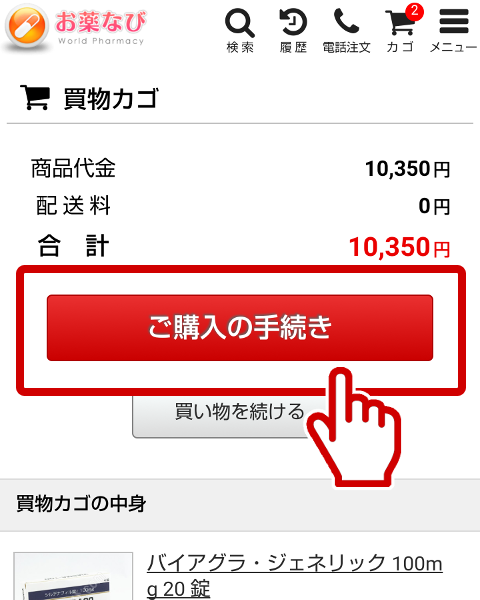 お薬なび
World Pharmacy
検索
履歴
電話注文
2
カゴ
メニュー
買物カゴ
商品代金 10,350円
配送料 0円
合計 10,350円
ご購入の手続き
買い物を続ける
買物カゴの中身
バイアグラ・ジェネリック 100m
g 20 錠